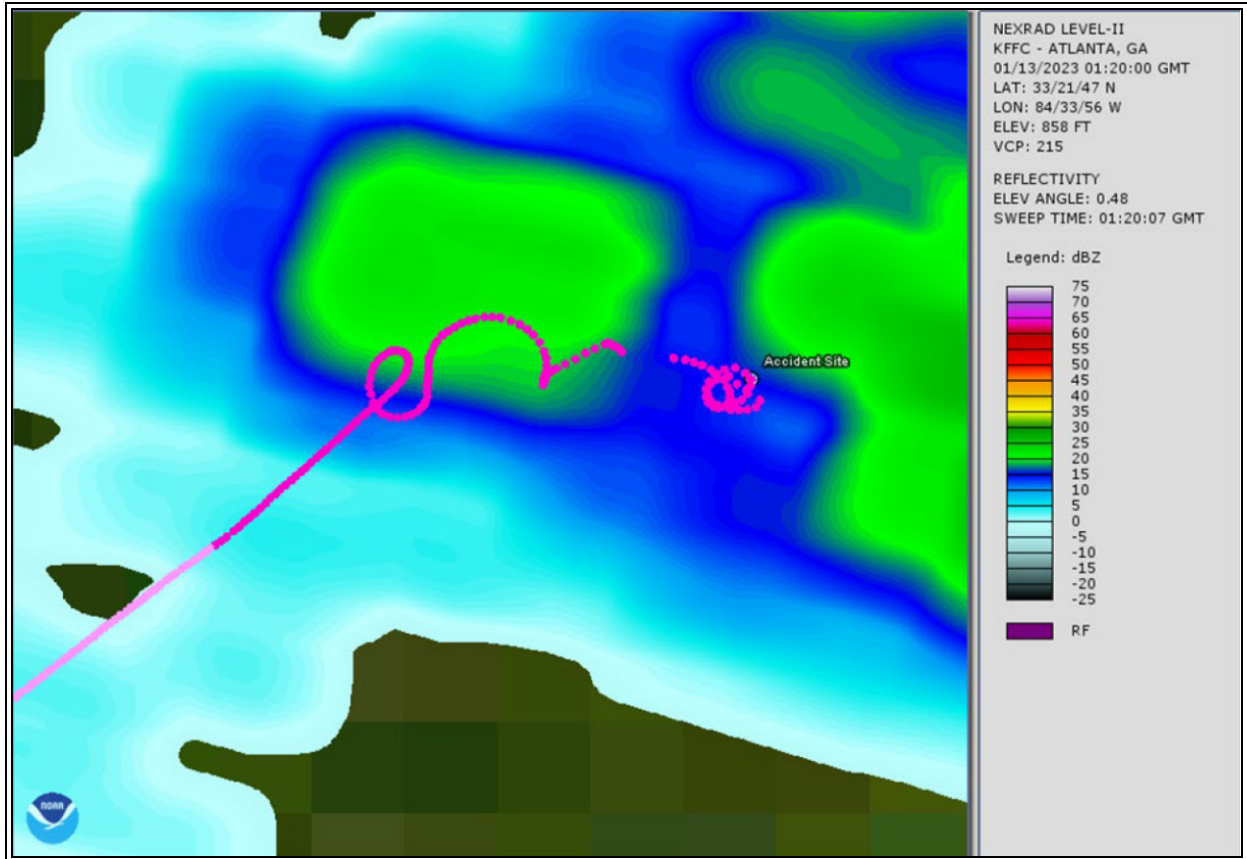 NEXRAD LEVEL-II
KFFC - ATLANTA, GA
01/13/2023 01:20:00 GMT
LAT: 33/21/47 N
LON: 84/33/56 W
ELEV: 858 FT
VCP: 215
REFLECTIVITY
ELEV ANGLE: 0.48
SWEEP TIME: 01:20:07 GMT
Legend: dBZ
75
70
65
60
55
50
45
40
35
30
25
20
15
10
5
0
-5
-10
-15
-20
-25
RF
Accident Site
NOAA